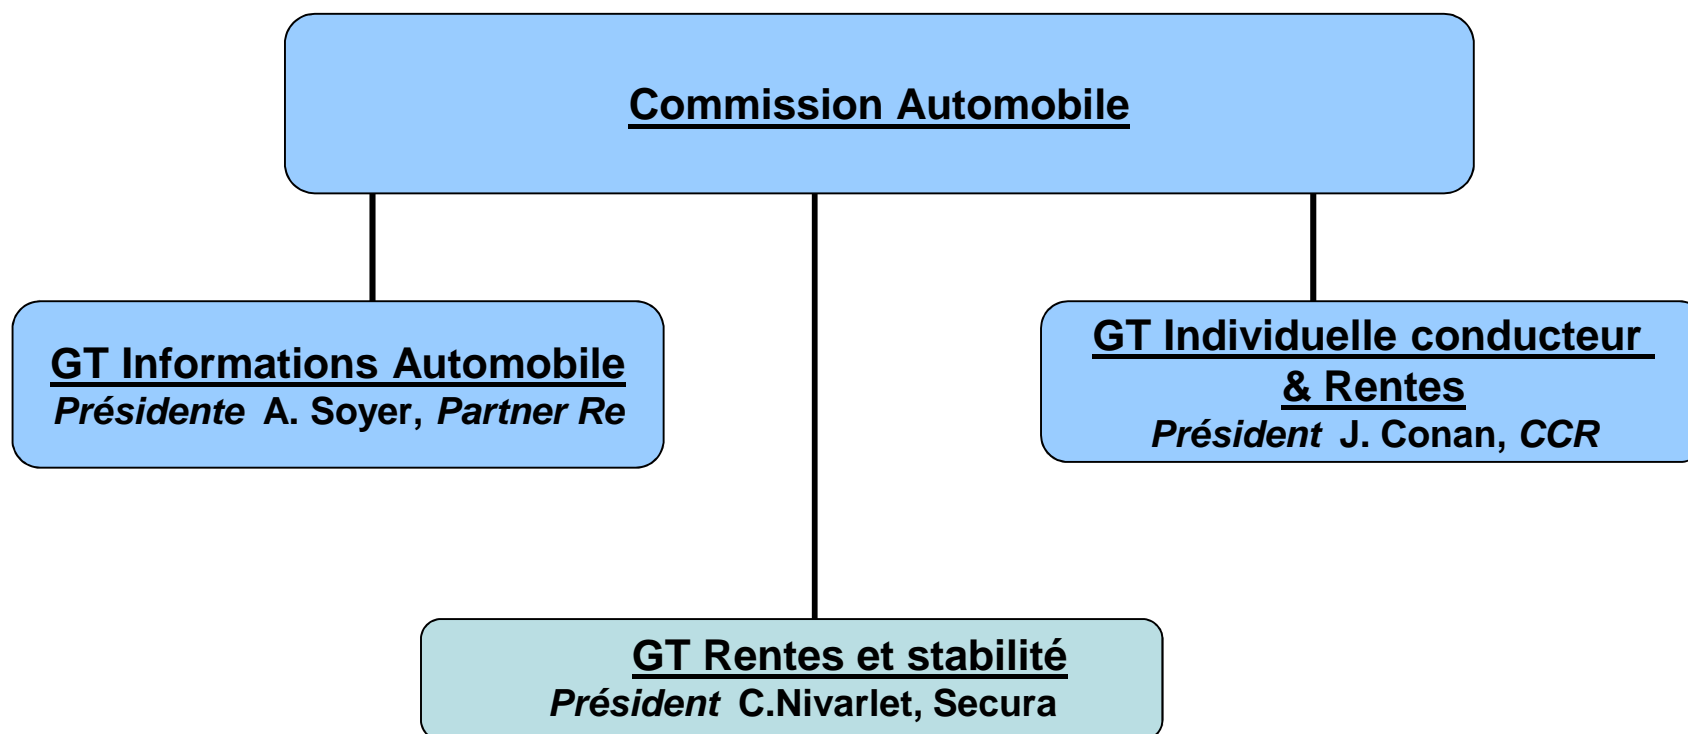 Commission Automobile
GT Informations Automobile
Présidente A. Soyer, Partner Re
GT Individuelle conducteur
& Rentes
Président J. Conan, CCR
GT Rentes et stabilité
Président C.Nivarlet, Secura